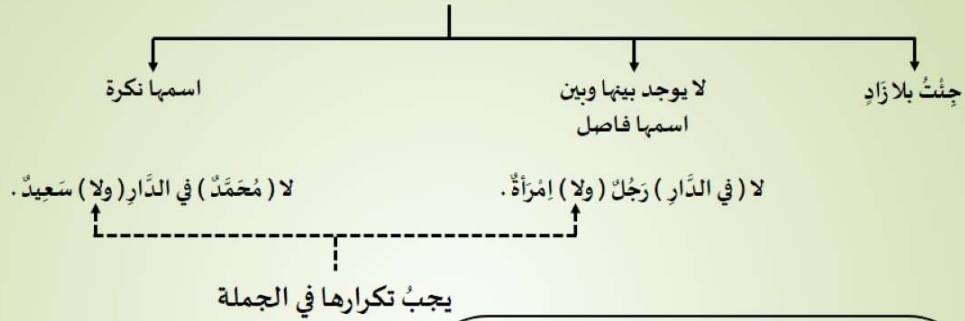 جِئْتُ بلا زَادٍ
لا يوجد بينها وبين
اسمها فاصل
اسمها نكرة
لا ( في الدَّارِ ) رَجُلٌ ( ولا ) اِمْرَأةٌ .
لا ( مُحَمَّدٌ ) في الدَّارِ ( ولا ) سَعِيدٌ .
يجبُ تكرارها في الجملة